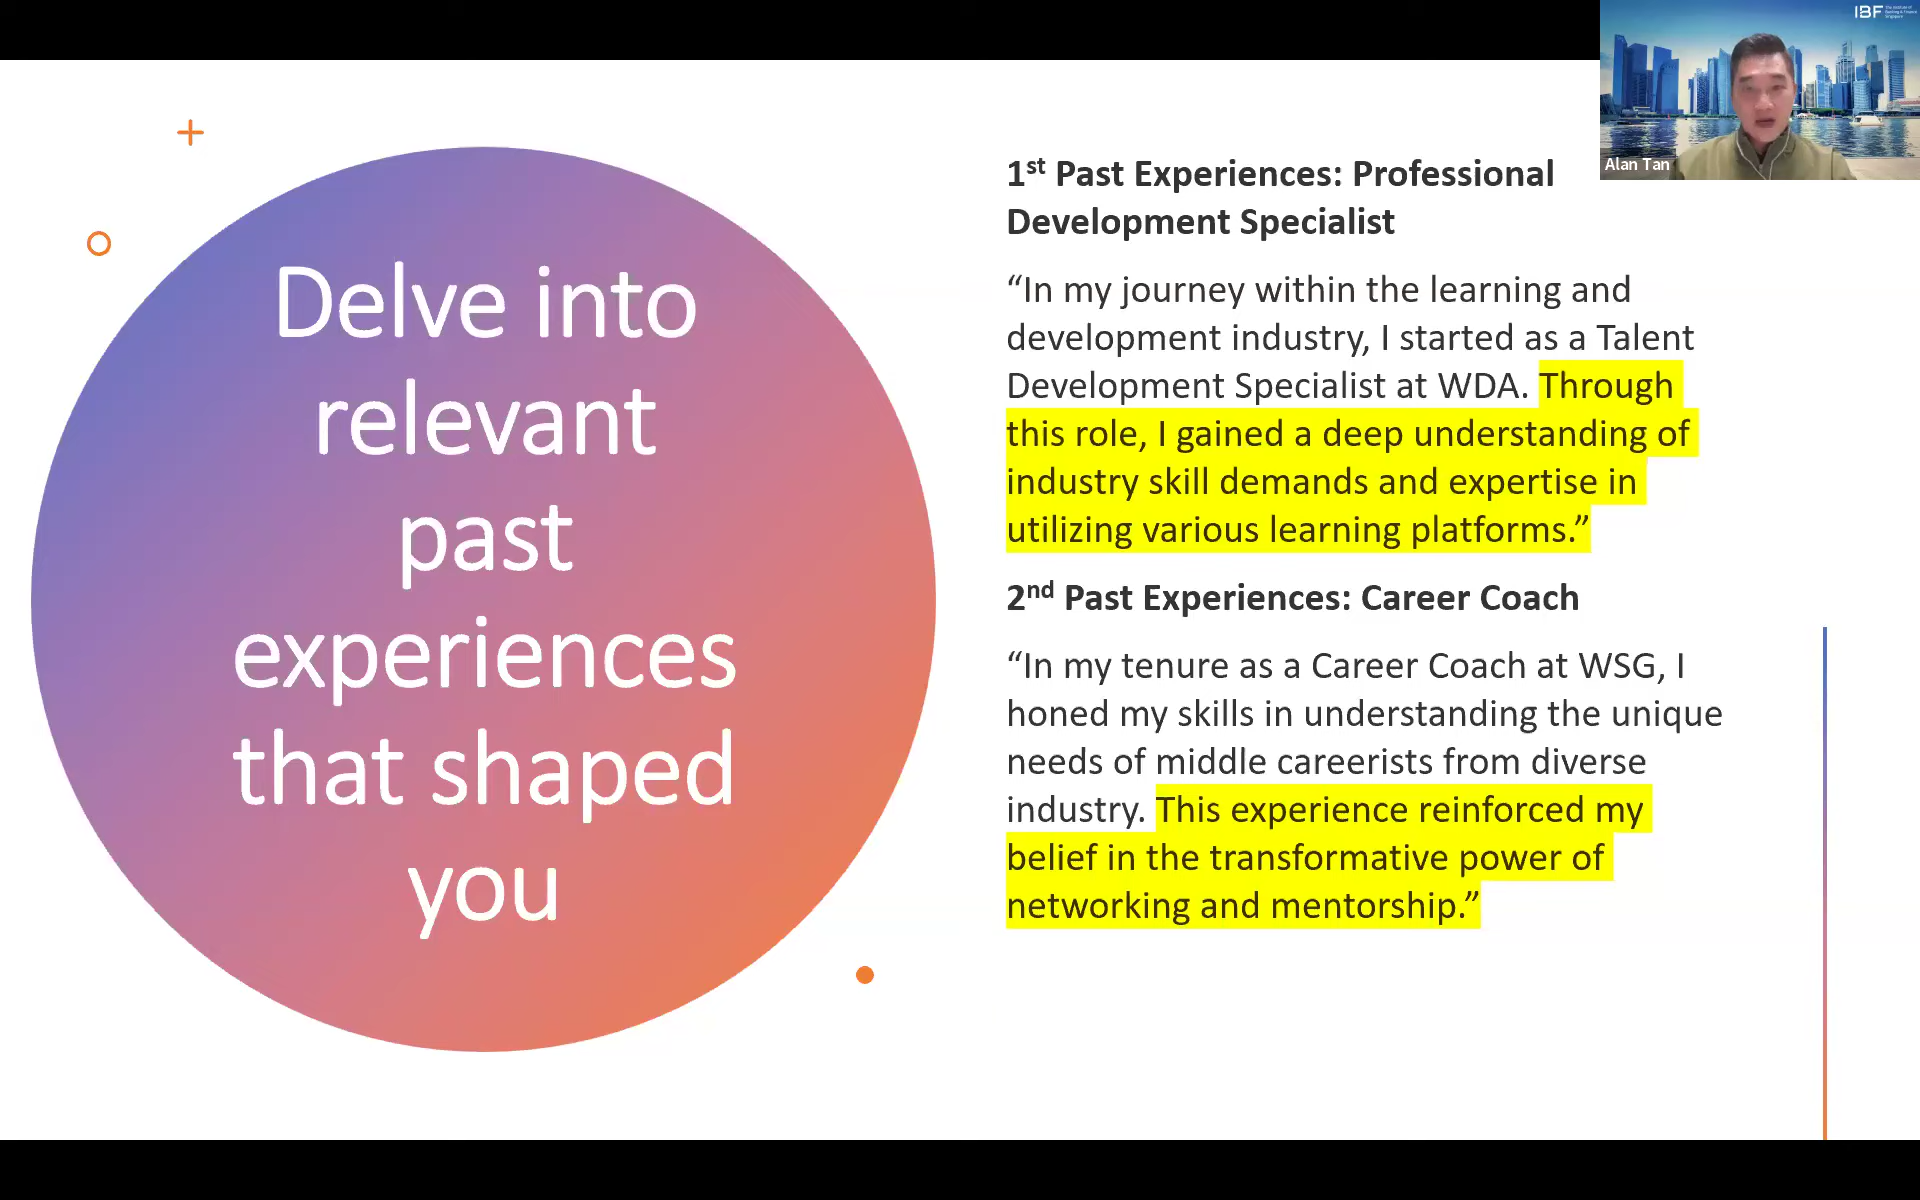 Delve into
relevant
past
experiences
that shaped
you
1st Past Experiences: Professional
Development Specialist
“In my journey within the learning and
development industry, I started as a Talent
Development Specialist at WDA. Through
this role, I gained a deep understanding of
industry skill demands and expertise in
utilizing various learning platforms.”
2nd Past Experiences: Career Coach
“In my tenure as a Career Coach at WSG, I
honed my skills in understanding the unique
needs of middle careerists from diverse
industry. This experience reinforced my
belief in the transformative power of
networking and mentorship.”
IBF
Alan Tan